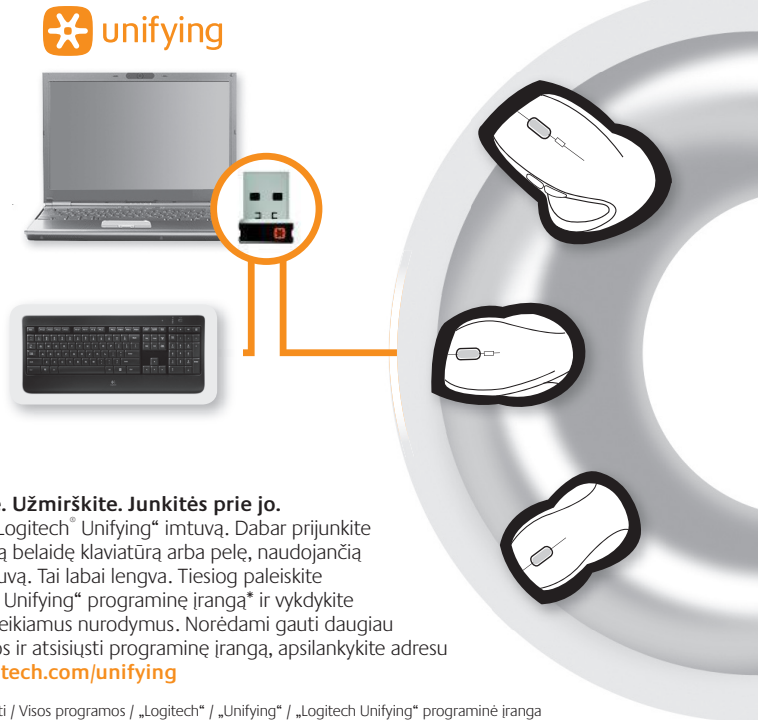 unifying
. Užmirškite. Junkitės prie jo.
Logitech® Unifying“ imtuvą. Dabar prijunkite
ą belaidę klaviatūrą arba pelę, naudojančią
uvą. Tai labai lengva. Tiesiog paleiskite
Unifying“ programinę įrangą* ir vykdykite
eikiamus nurodymus. Norėdami gauti daugiau
os ir atsisiųsti programinę įrangą, apsilankykite adresu
tech.com/unifying
ti / Visos programos / „Logitech“ / „Unifying“ / „Logitech Unifying“ programinė įranga